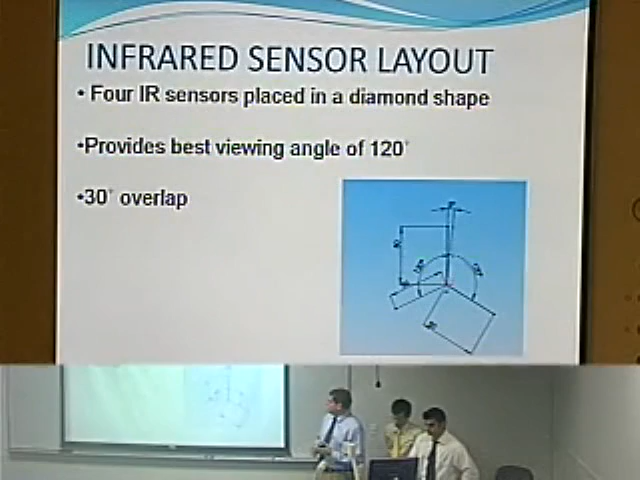 INFRARED SENSOR LAYOUT
• Four IR sensors placed in a diamond shape
•Provides best viewing angle of 120°
•30° overlap